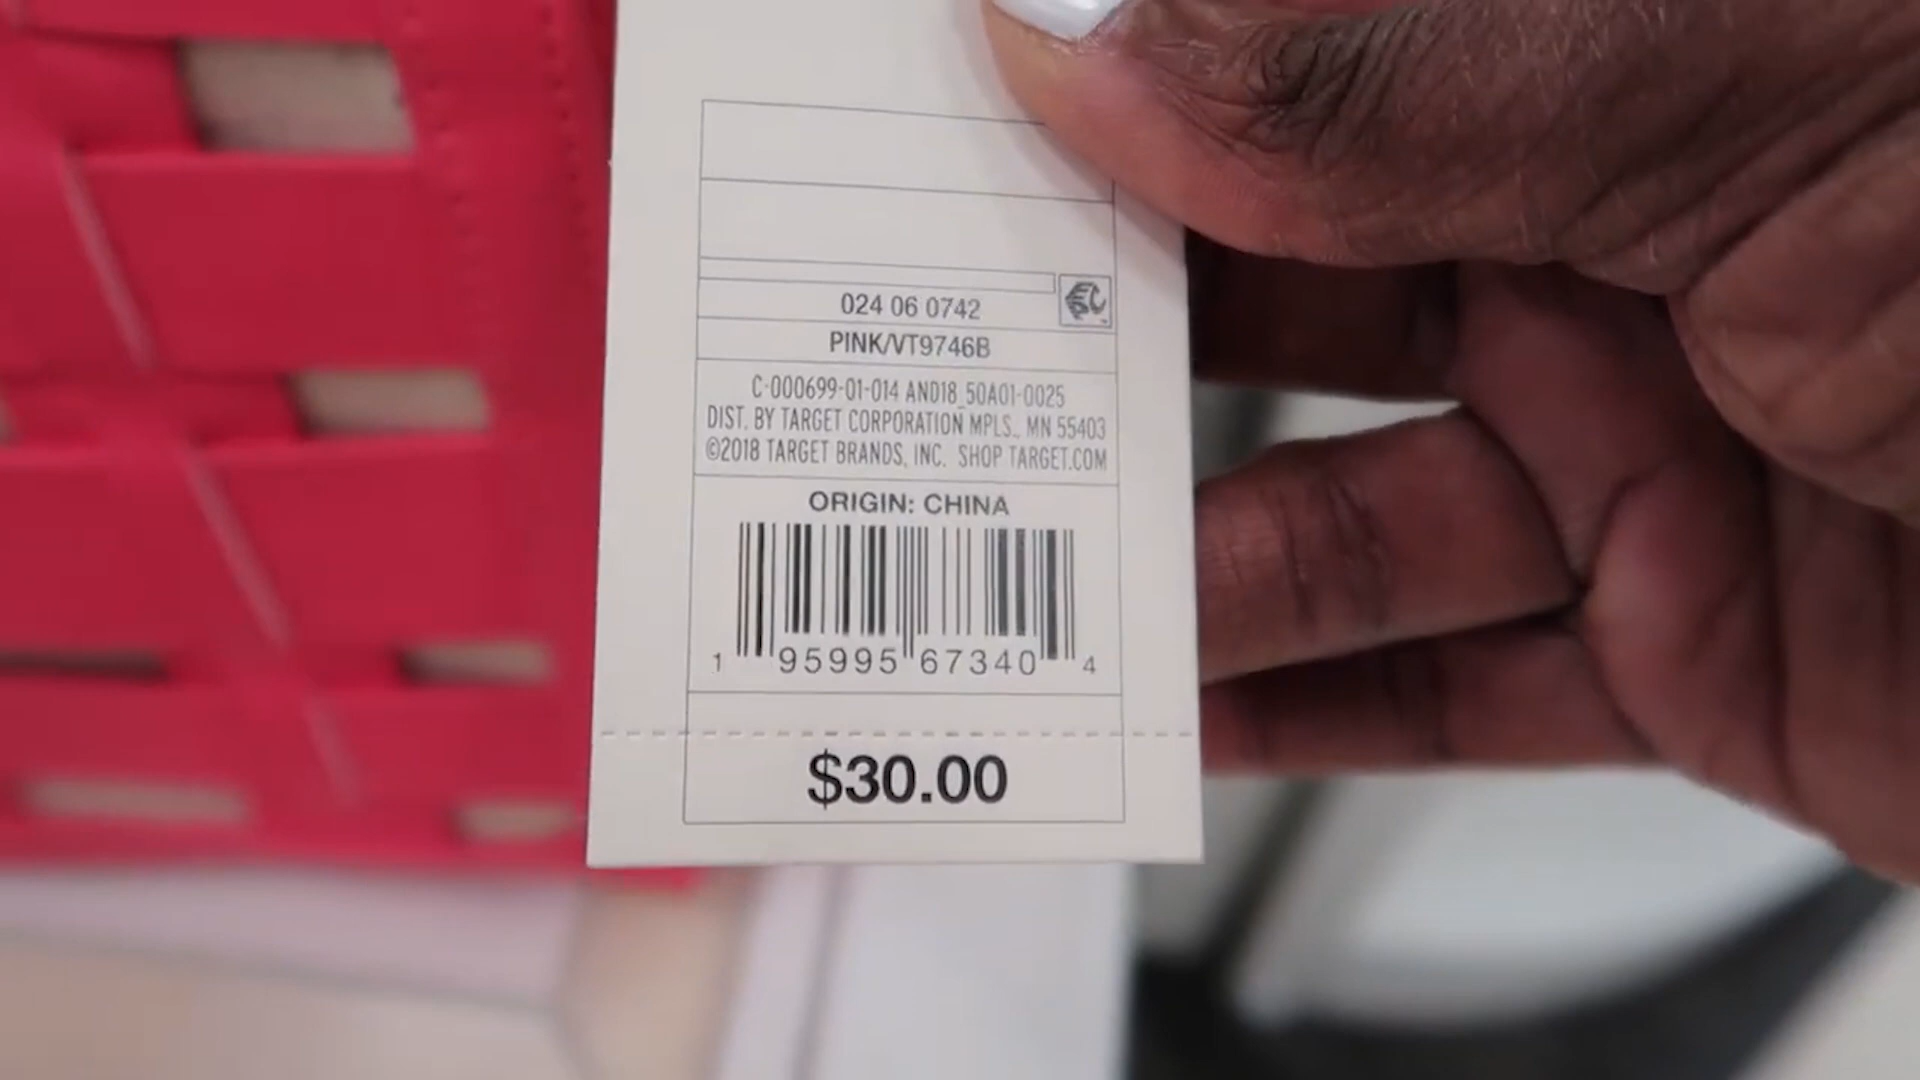 024 06 0742
PINK/VT9746B
C-000699-01-014 AND18_50A01-0025
DIST. BY TARGET CORPORATION MPLS., MN 55403
©2018 TARGET BRANDS, INC. SHOP TARGET.COM
ORIGIN: CHINA
1 95995 67340 4
$30.00